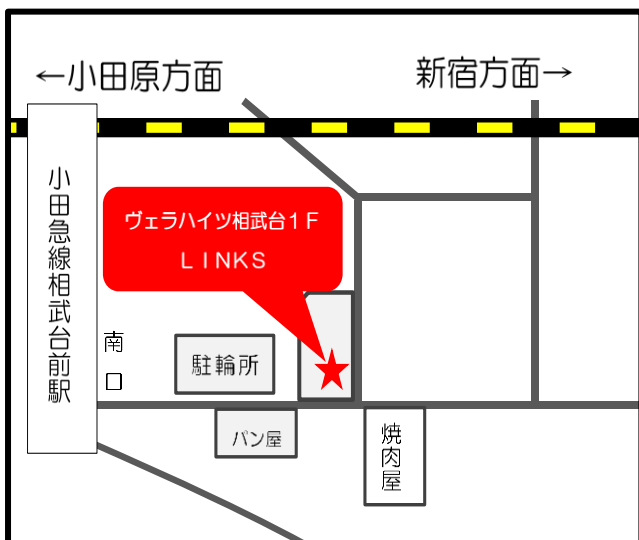 ←小田原方面
新宿方面→
小田急線相武台前駅
ヴェラハイツ相武台１Ｆ
ＬＩＮＫＳ
南口
駐輪所
パン屋
焼肉屋